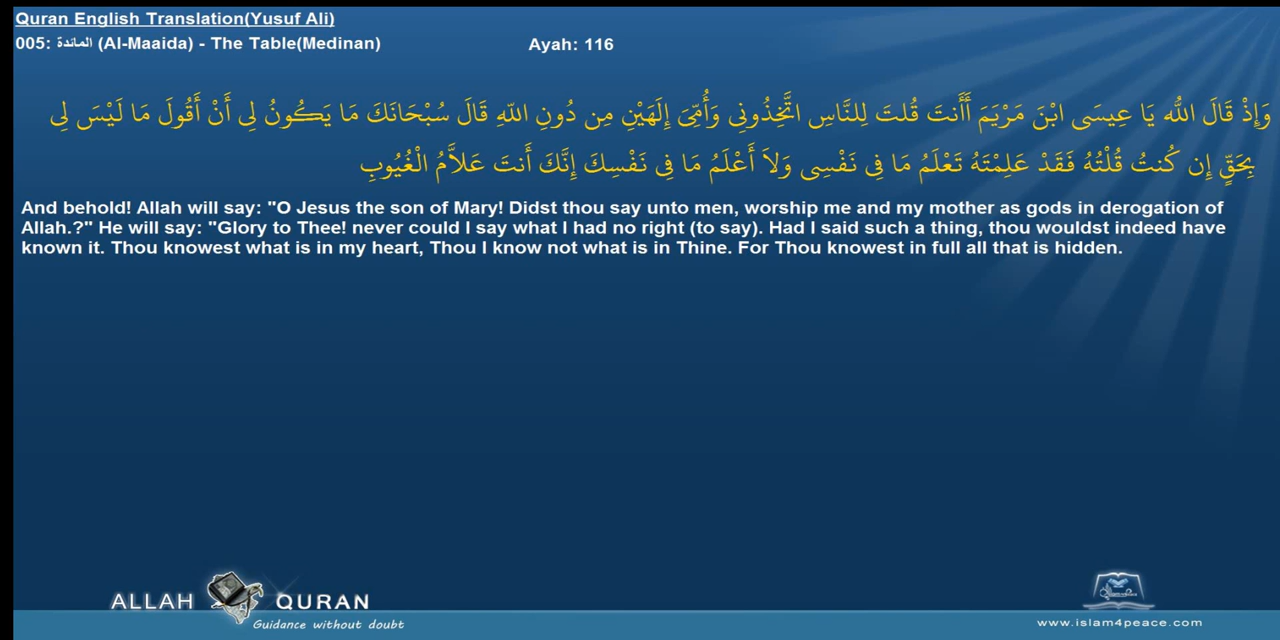 Quran English Translation(Yusuf Ali)
005: المائدة (Al-Maaida) - The Table(Medinan) Ayah: 116
وَإِذْ قَالَ اللّهُ يَا عِيسَى ابْنَ مَرْيَمَ أَأَنتَ قُلتَ لِلنَّاسِ اتَّخِذُونِي وَأُمِّيَ إِلَهَيْنِ مِن دُونِ اللّهِ قَالَ سُبْحَانَكَ مَا يَكُونُ لِي أَنْ أَقُولَ مَا لَيْسَ لِي
بِحَقٍّ إِن كُنتُ قُلْتُهُ فَقَدْ عَلِمْتَهُ تَعْلَمُ مَا فِي نَفْسِي وَلاَ أَعْلَمُ مَا فِي نَفْسِكَ إِنَّكَ أَنتَ عَلاَّمُ الْغُيُوبِ
And behold! Allah will say: "O Jesus the son of Mary! Didst thou say unto men, worship me and my mother as gods in derogation of
Allah.?" He will say: "Glory to Thee! never could I say what I had no right (to say). Had I said such a thing, thou wouldst indeed have
known it. Thou knowest what is in my heart, Thou I know not what is in Thine. For Thou knowest in full all that is hidden.
ALLAH QURAN
Guidance without doubt
www.islam4peace.com